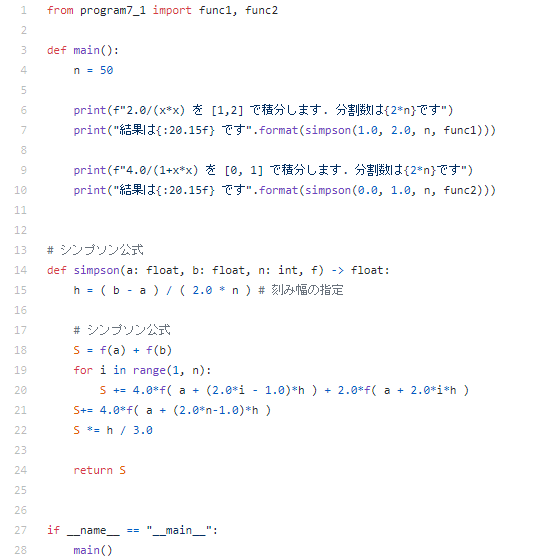 1 from program7_1 import func1, func2
2
3 def main():
4     n = 50
5
6     print(f"2.0/(x*x) を [1,2] で積分します. 分割数は{2*n}です")
7     print("結果は{:20.15f} です".format(simpson(1.0, 2.0, n, func1)))
8
9     print(f"4.0/(1+x*x) を [0, 1] で積分します. 分割数は{2*n}です")
10     print("結果は{:20.15f} です".format(simpson(0.0, 1.0, n, func2)))
11
12
13 # シンプソン公式
14 def simpson(a: float, b: float, n: int, f) -> float:
15     h = ( b - a ) / ( 2.0 * n ) # 刻み幅の指定
16
17     # シンプソン公式
18     S = f(a) + f(b)
19     for i in range(1, n):
20         S += 4.0*f( a + (2.0*i - 1.0)*h ) + 2.0*f( a + 2.0*i*h )
21     S+= 4.0*f( a + (2.0*n-1.0)*h )
22     S *= h / 3.0
23
24     return S
25
26
27 if __name__ == "__main__":
28     main()